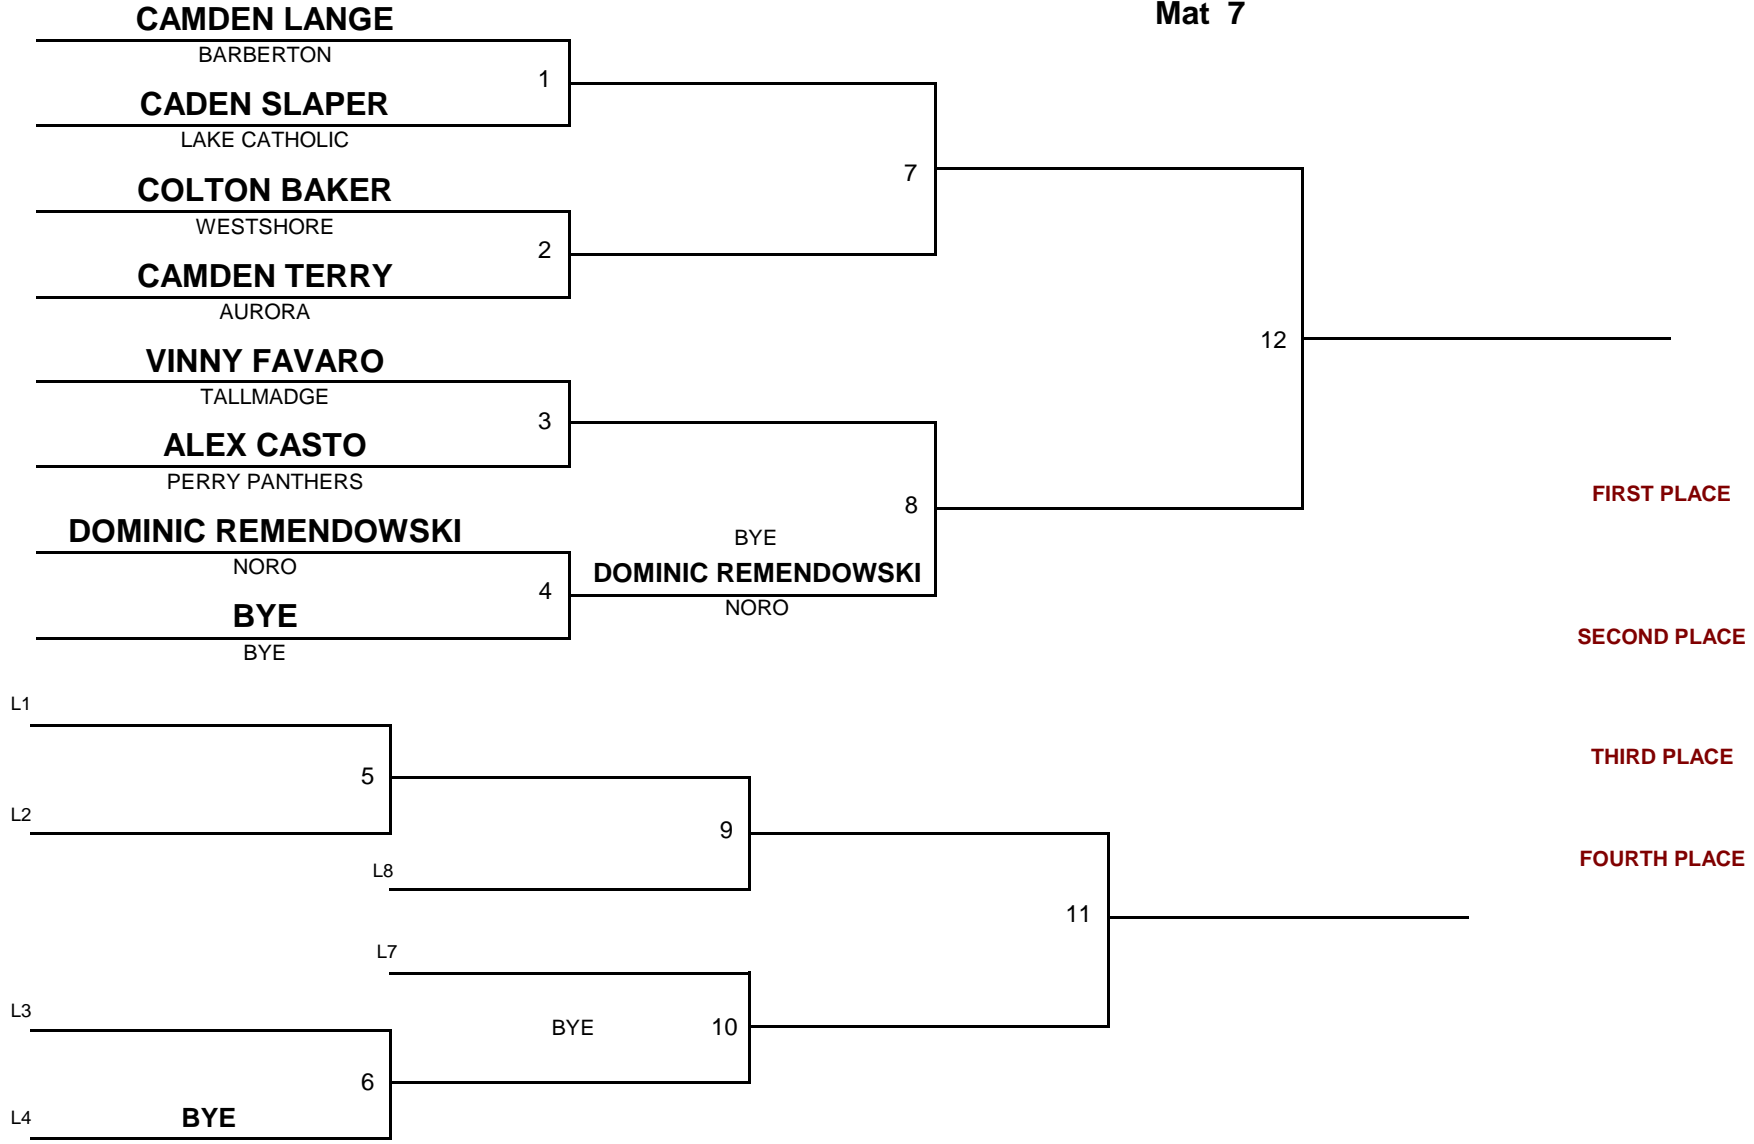 CAMDEN LANGE
Mat 7
BARBERTON
1
CADEN SLAPER
LAKE CATHOLIC
7
COLTON BAKER
WESTSHORE
2
CAMDEN TERRY
AURORA
12
VINNY FAVARO
TALLMADGE
3
ALEX CASTO
PERRY PANTHERS
FIRST PLACE
8
DOMINIC REMENDOWSKI
BYE
NORO
DOMINIC REMENDOWSKI
4
NORO
BYE
SECOND PLACE
BYE
L1
THIRD PLACE
5
L2
9
FOURTH PLACE
L8
11
L7
L3
BYE
10
6
L4
BYE